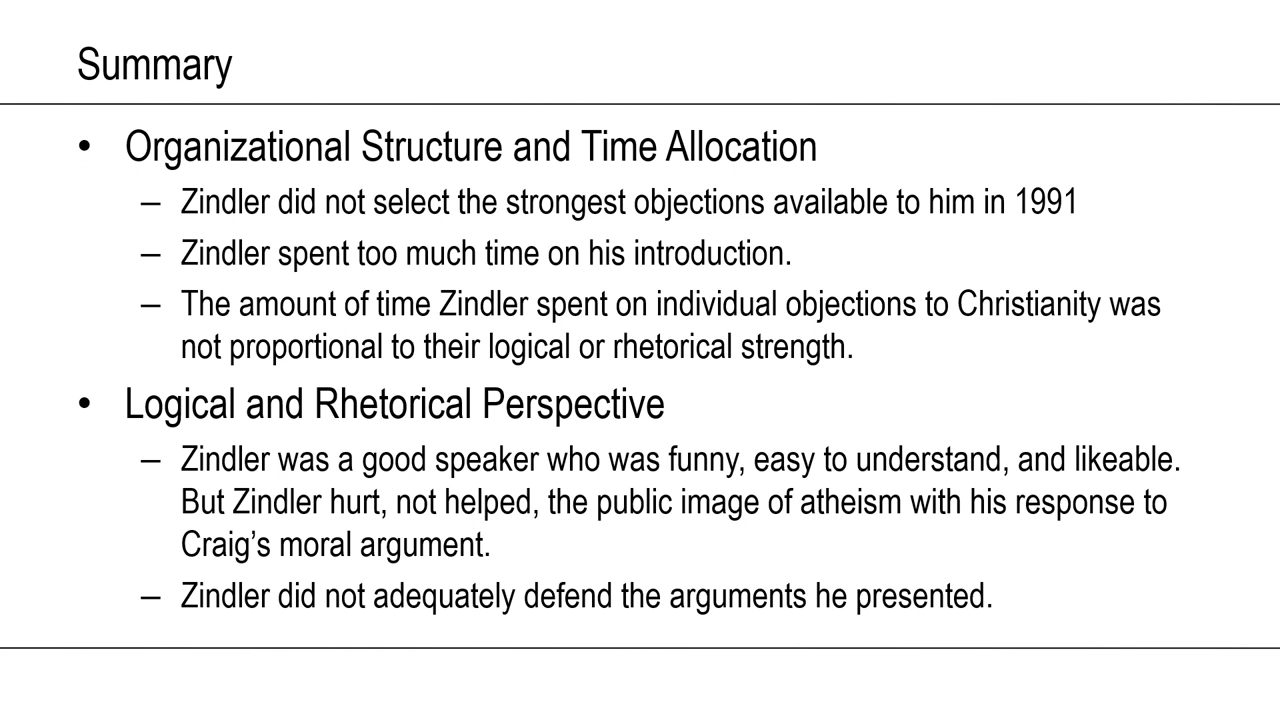 Summary
• Organizational Structure and Time Allocation
– Zindler did not select the strongest objections available to him in 1991
– Zindler spent too much time on his introduction.
– The amount of time Zindler spent on individual objections to Christianity was
not proportional to their logical or rhetorical strength.
• Logical and Rhetorical Perspective
– Zindler was a good speaker who was funny, easy to understand, and likeable.
But Zindler hurt, not helped, the public image of atheism with his response to
Craig’s moral argument.
– Zindler did not adequately defend the arguments he presented.